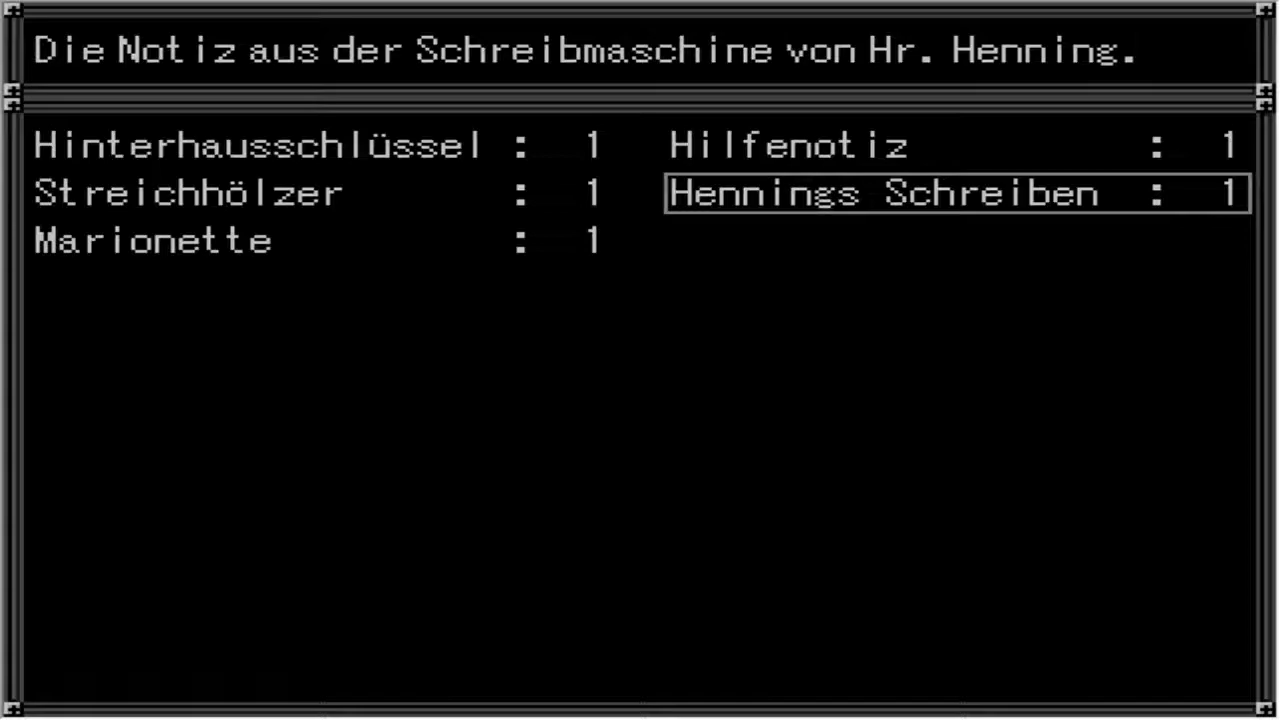 Die Notiz aus der Schreibmaschine von Hr. Henning.
Hinterhausschlüssel : 1 Hilfenotiz : 1
Streichhölzer : 1 Hennings Schreiben : 1
Marionette : 1